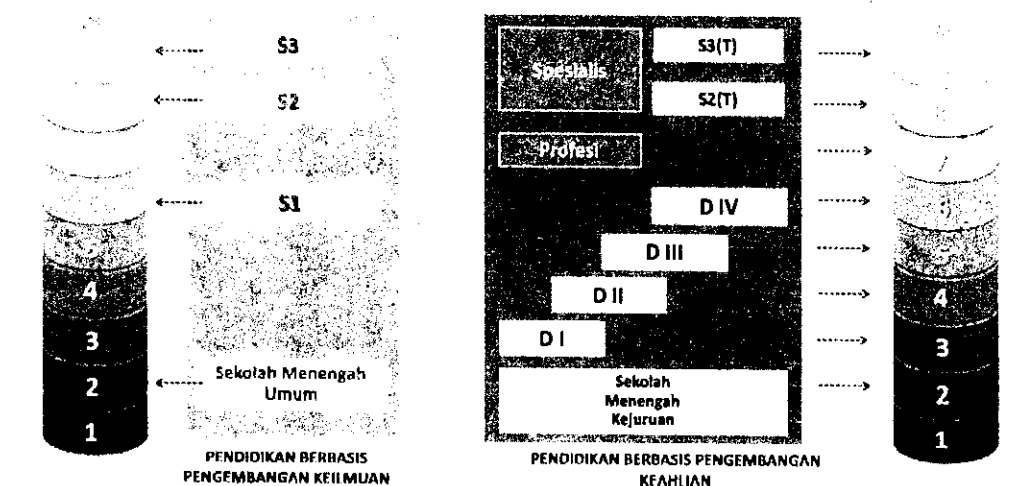 S3
S2
S1
Sekolah Menengah
Umum
4
3
2
1
PENDIDIKAN BERBASIS
PENGEMBANGAN KEILMUAN
Spesialis
S3(T)
S2(T)
Profesi
D IV
D III
D II
D I
Sekolah
Menengah
Kejuruan
PENDIDIKAN BERBASIS PENGEMBANGAN
KEAHLIAN
4
3
2
1